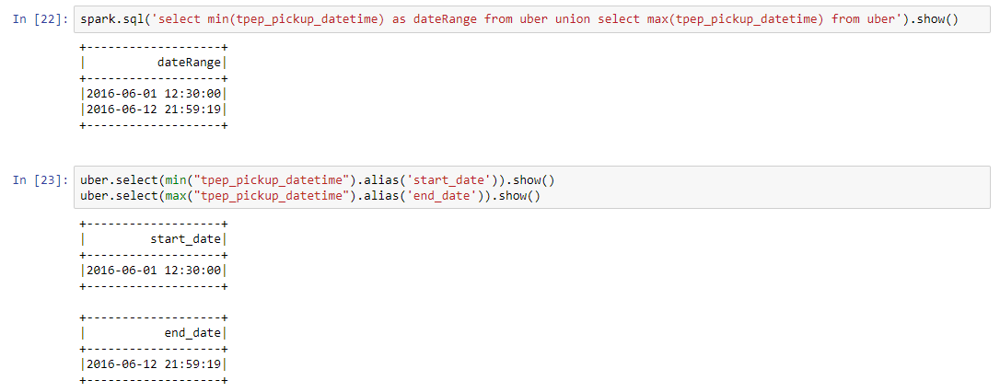 In [22]: spark.sql('select min(tpep_pickup_datetime) as dateRange from uber union select max(tpep_pickup_datetime) from uber').show()
+-------------------+
|          dateRange|
+-------------------+
|2016-06-01 12:30:00|
|2016-06-12 21:59:19|
+-------------------+
In [23]: uber.select(min("tpep_pickup_datetime").alias('start_date')).show()
uber.select(max("tpep_pickup_datetime").alias('end_date')).show()
+-------------------+
|         start_date|
+-------------------+
|2016-06-01 12:30:00|
+-------------------+
+-------------------+
|           end_date|
+-------------------+
|2016-06-12 21:59:19|
+-------------------+